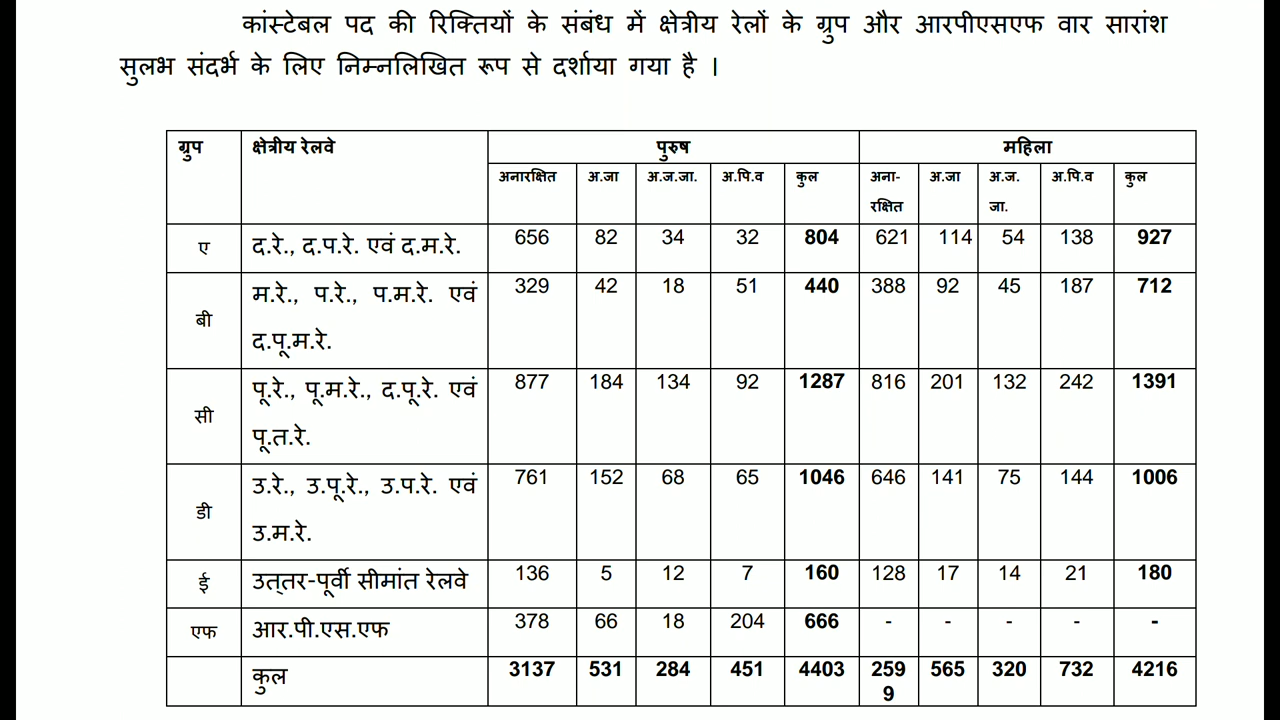 कांस्टेबल पद की रिक्तियों के संबंध में क्षेत्रीय रेलों के ग्रुप और आरपीएसएफ वार सारांश
सुलभ संदर्भ के लिए निम्नलिखित रूप से दर्शाया गया है ।
ग्रुप क्षेत्रीय रेलवे पुरुष महिला
अनारक्षित अ.जा अ.ज.जा. अ.पि.व कुल अना- अ.जा अ.ज. अ.पि.व कुल
रक्षित जा.
ए द.रे., द.प.रे. एवं द.म.रे. 656 82 34 32 804 621 114 54 138 927
बी म.रे., प.रे., प.म.रे. एवं 329 42 18 51 440 388 92 45 187 712
द.पू.म.रे.
सी पू.रे., पू.म.रे., द.पू.रे. एवं 877 184 134 92 1287 816 201 132 242 1391
पू.त.रे.
डी उ.रे., उ.पू.रे., उ.प.रे. एवं 761 152 68 65 1046 646 141 75 144 1006
उ.म.रे.
ई उत्तर-पूर्वी सीमांत रेलवे 136 5 12 7 160 128 17 14 21 180
एफ आर.पी.एस.एफ 378 66 18 204 666 - - - - -
कुल 3137 531 284 451 4403 259 565 320 732 4216
9